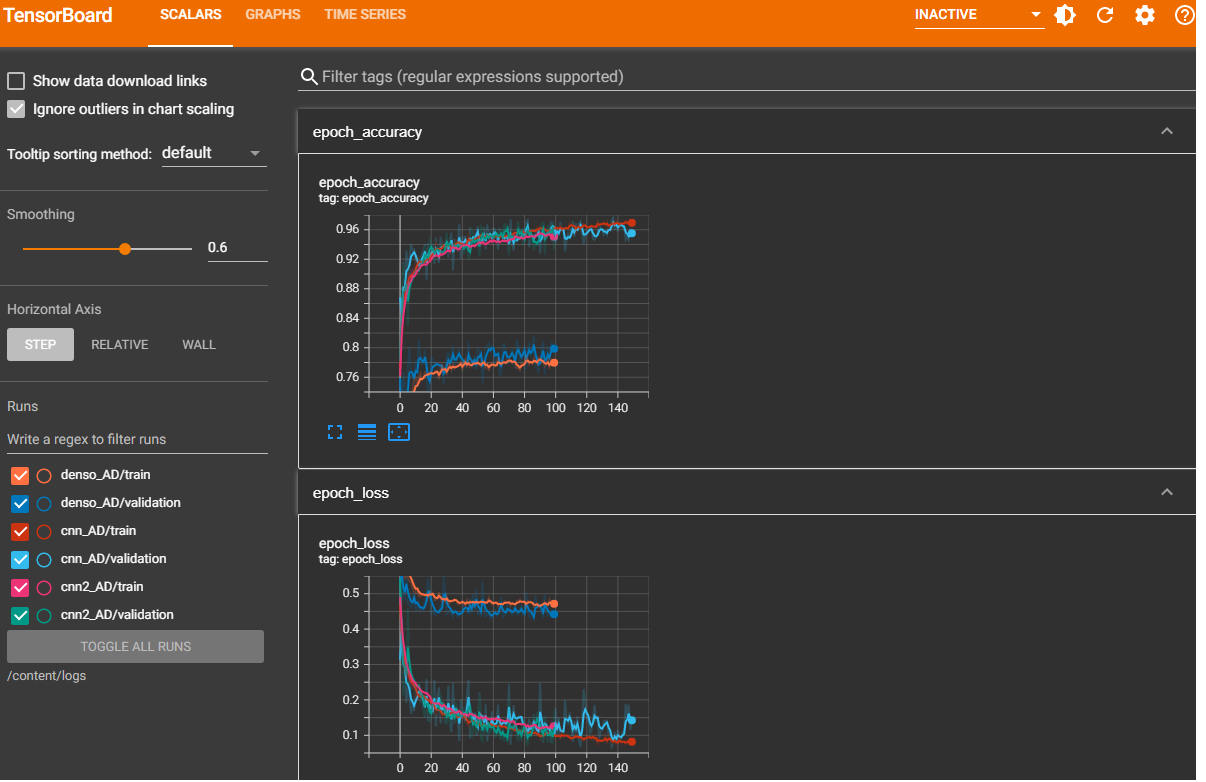 TensorBoard SCALARS GRAPHS TIME SERIES INACTIVE
Show data download links
Ignore outliers in chart scaling
Tooltip sorting method: default
Smoothing
0.6
Horizontal Axis
STEP RELATIVE WALL
Runs
Write a regex to filter runs
denso_AD/train
denso_AD/validation
cnn_AD/train
cnn_AD/validation
cnn2_AD/train
cnn2_AD/validation
TOGGLE ALL RUNS
/content/logs
Filter tags (regular expressions supported)
epoch_accuracy
epoch_accuracy
tag: epoch_accuracy
0.96
0.92
0.88
0.84
0.8
0.76
0 20 40 60 80 100 120 140
epoch_loss
epoch_loss
tag: epoch_loss
0.5
0.4
0.3
0.2
0.1
0 20 40 60 80 100 120 140